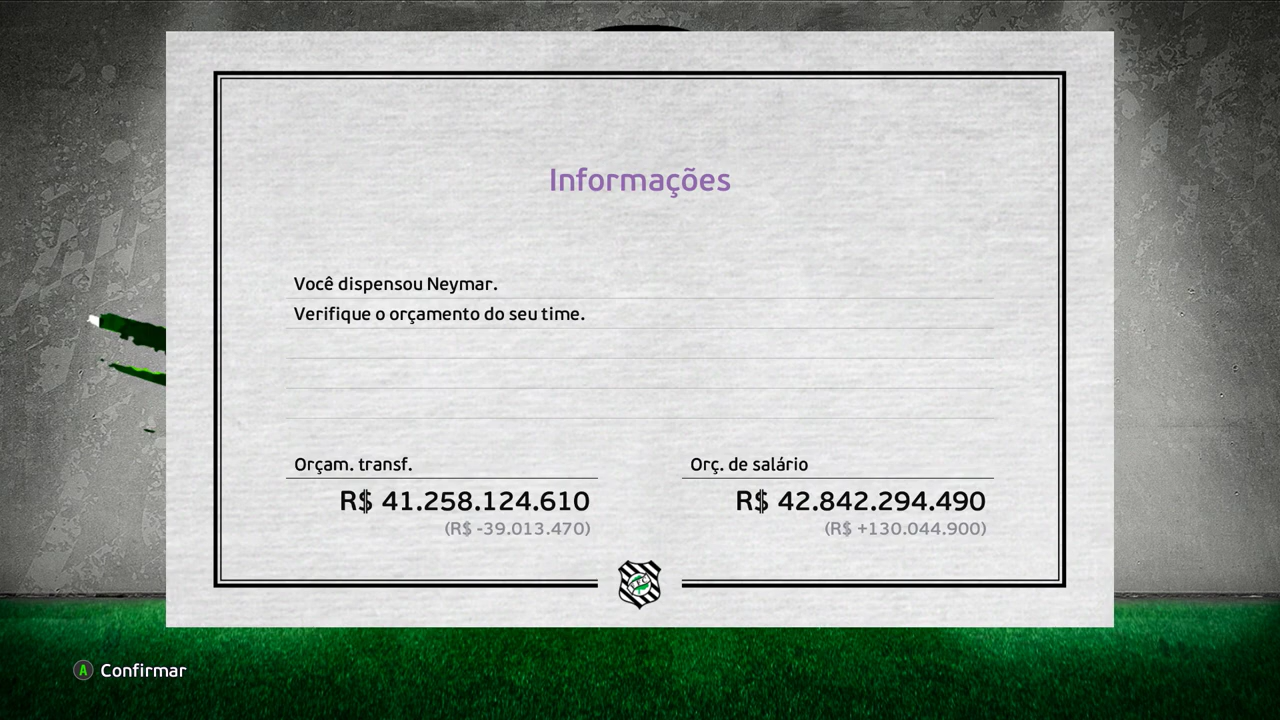 Informações
Você dispensou Neymar.
Verifique o orçamento do seu time.
Orçam. transf.
R$ 41.258.124.610
(R$ -39.013.470)
Orç. de salário
R$ 42.842.294.490
(R$ +130.044.900)
FFC
A Confirmar